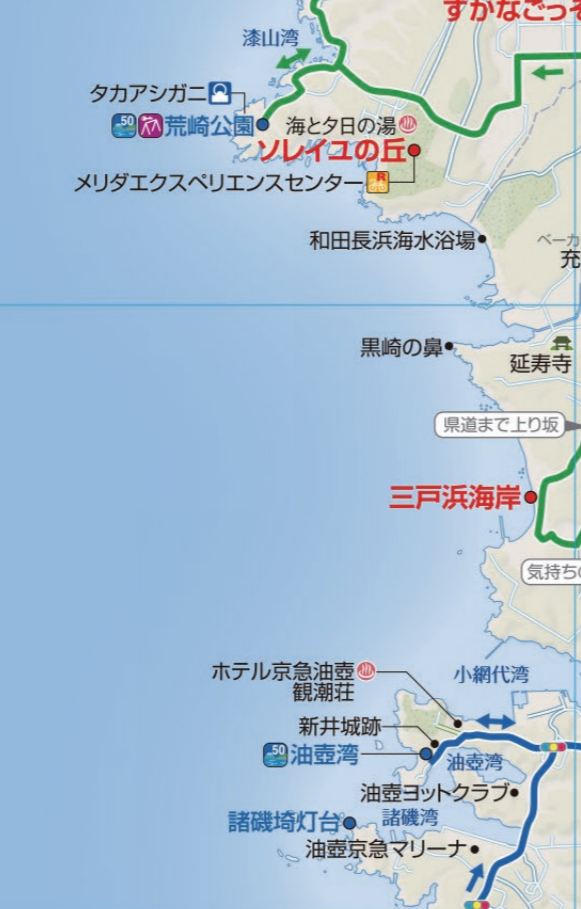 すかなごっそ
漆山湾
タカアシガニ
50
荒崎公園
海と夕日の湯
ソレイユの丘
メリダエクスペリエンスセンター
R
和田長浜海水浴場
ベーカ
充
黒崎の鼻
延寿寺
県道まで上り坂
三戸浜海岸
気持ちの
ホテル京急油壺
観潮荘
小網代湾
新井城跡
50
油壺湾
油壺湾
油壺ヨットクラブ
諸磯埼灯台
諸磯湾
油壺京急マリーナ